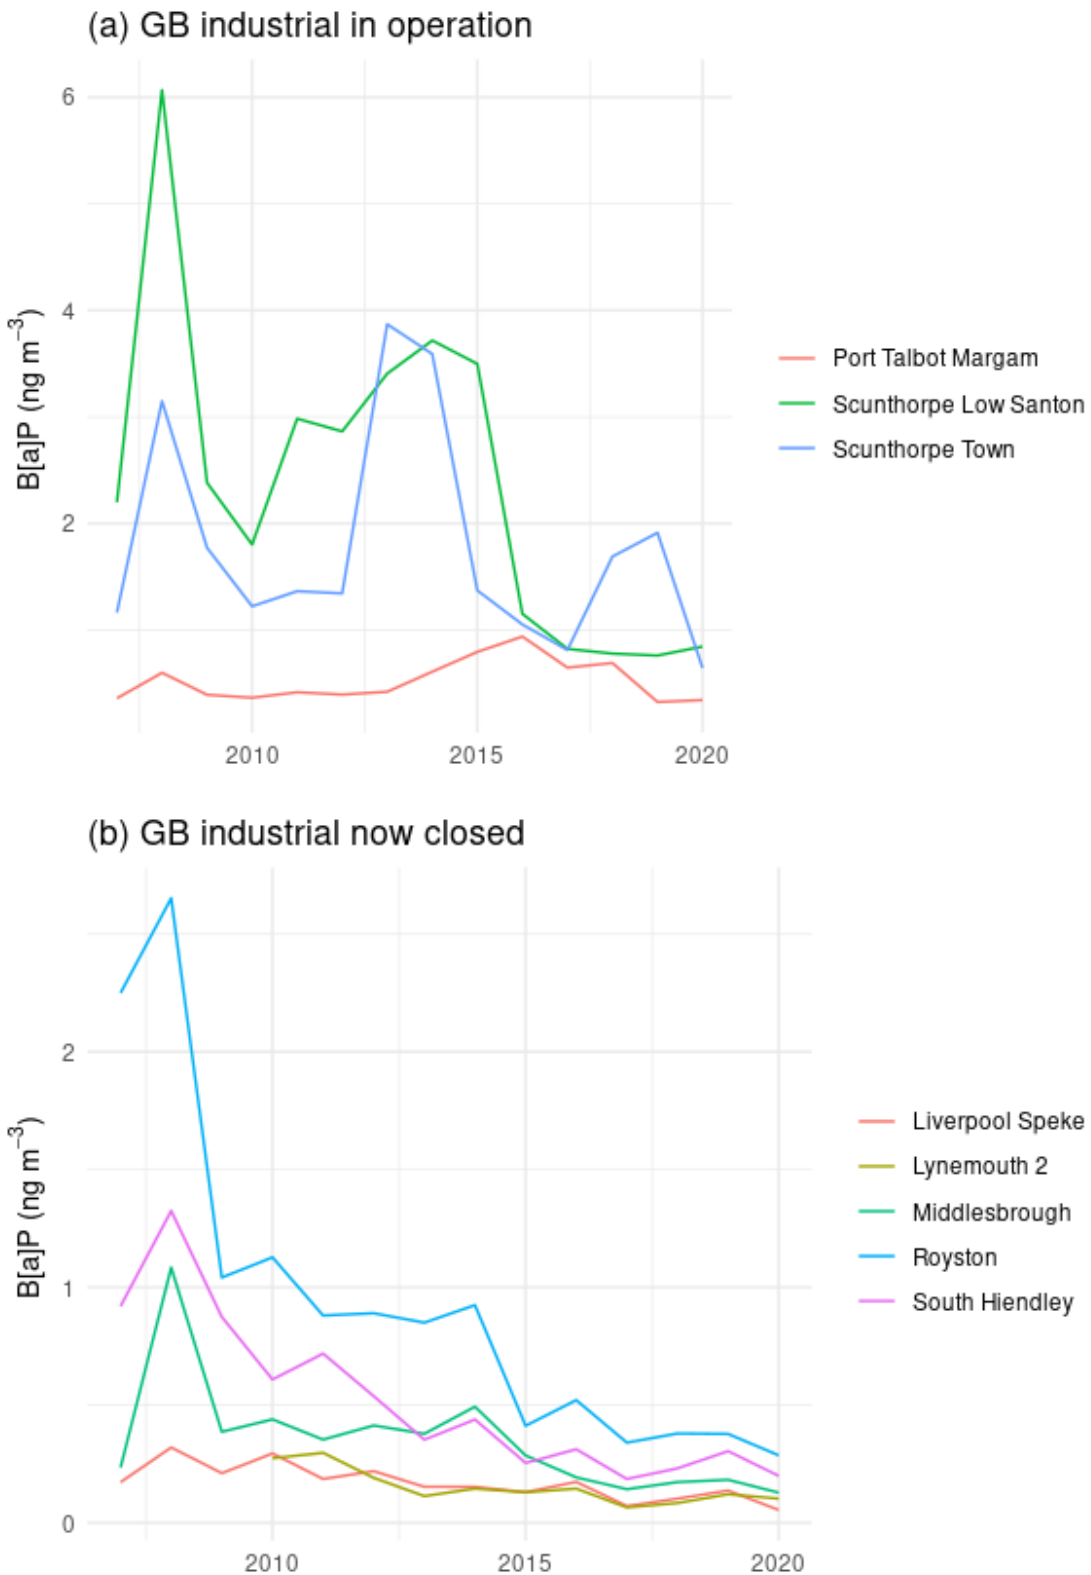 (a) GB industrial in operation
6
4
2
B[a]P (ng m⁻³)
2010 2015 2020
Port Talbot Margam
Scunthorpe Low Santon
Scunthorpe Town
(b) GB industrial now closed
2
1
0
B[a]P (ng m⁻³)
2010 2015 2020
Liverpool Speke
Lynemouth 2
Middlesbrough
Royston
South Hiendley